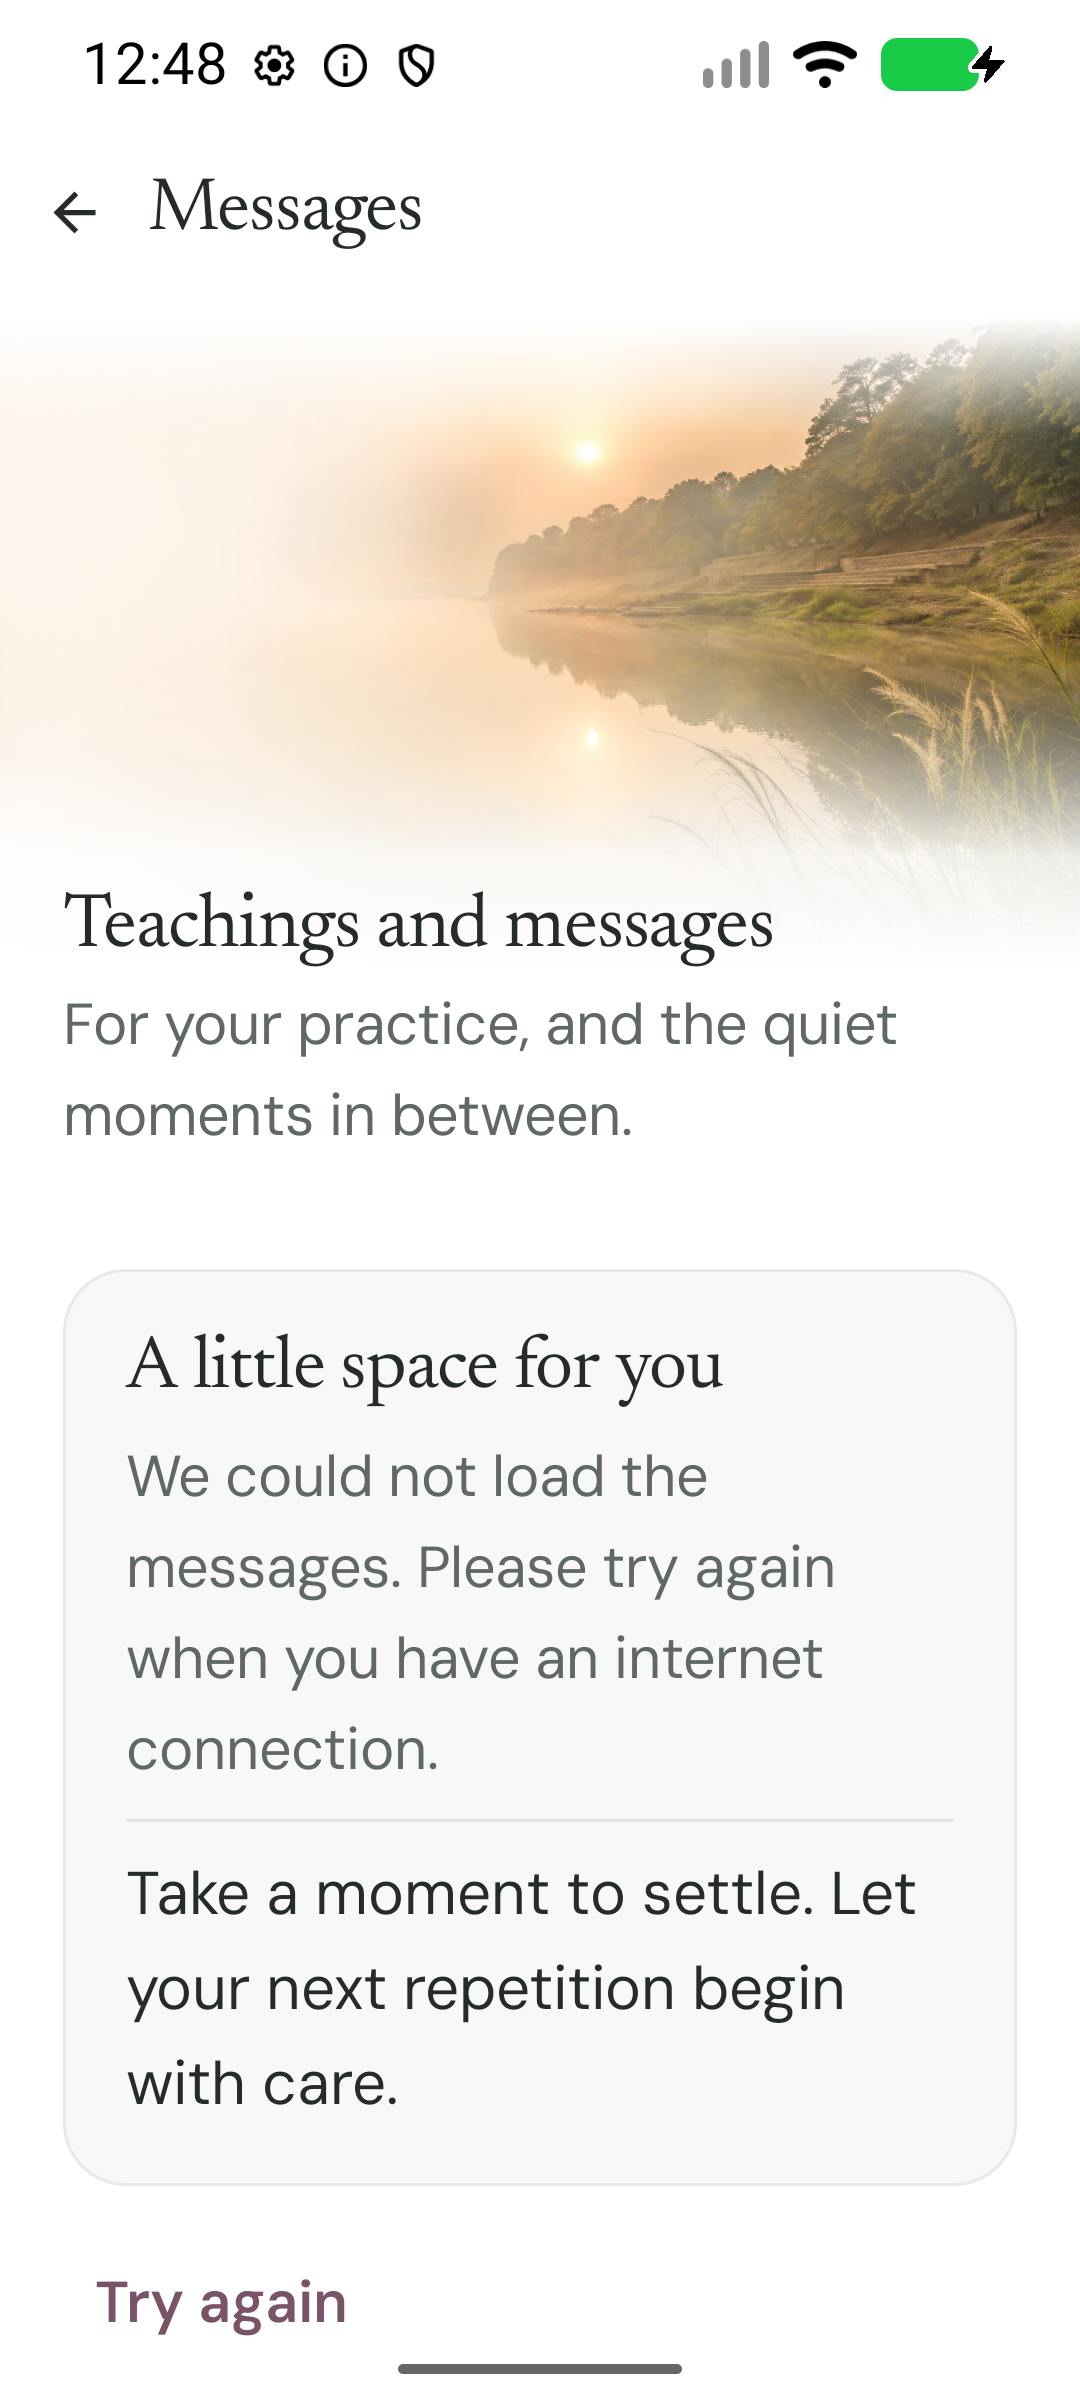 12:48
Messages
Teachings and messages
For your practice, and the quiet
moments in between.
A little space for you
We could not load the
messages. Please try again
when you have an internet
connection.
Take a moment to settle. Let
your next repetition begin
with care.
Try again